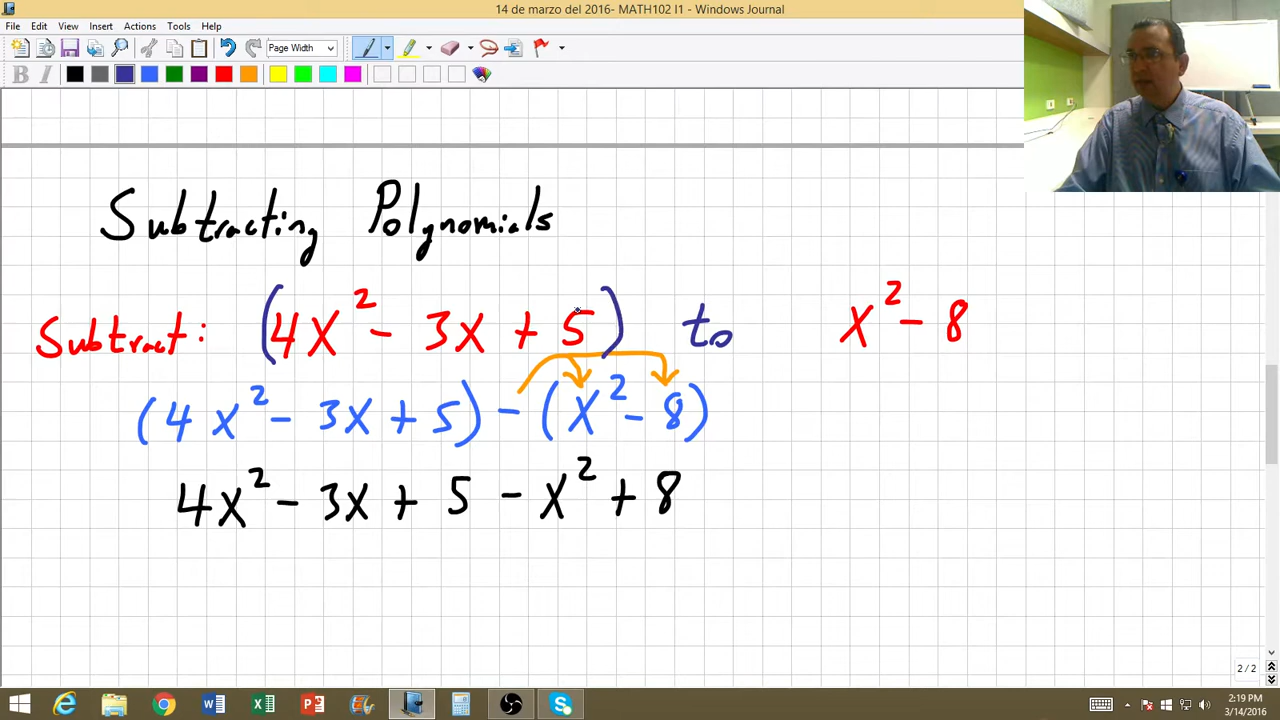 14 de marzo del 2016- MATH102 I1 - Windows Journal
File Edit View Insert Actions Tools Help
Page Width
B I
Subtracting Polynomials
Subtract: (4x² - 3x + 5) to x² - 8
(4x² - 3x + 5) - (x² - 8)
4x² - 3x + 5 - x² + 8
2 / 2
2:19 PM
3/14/2016